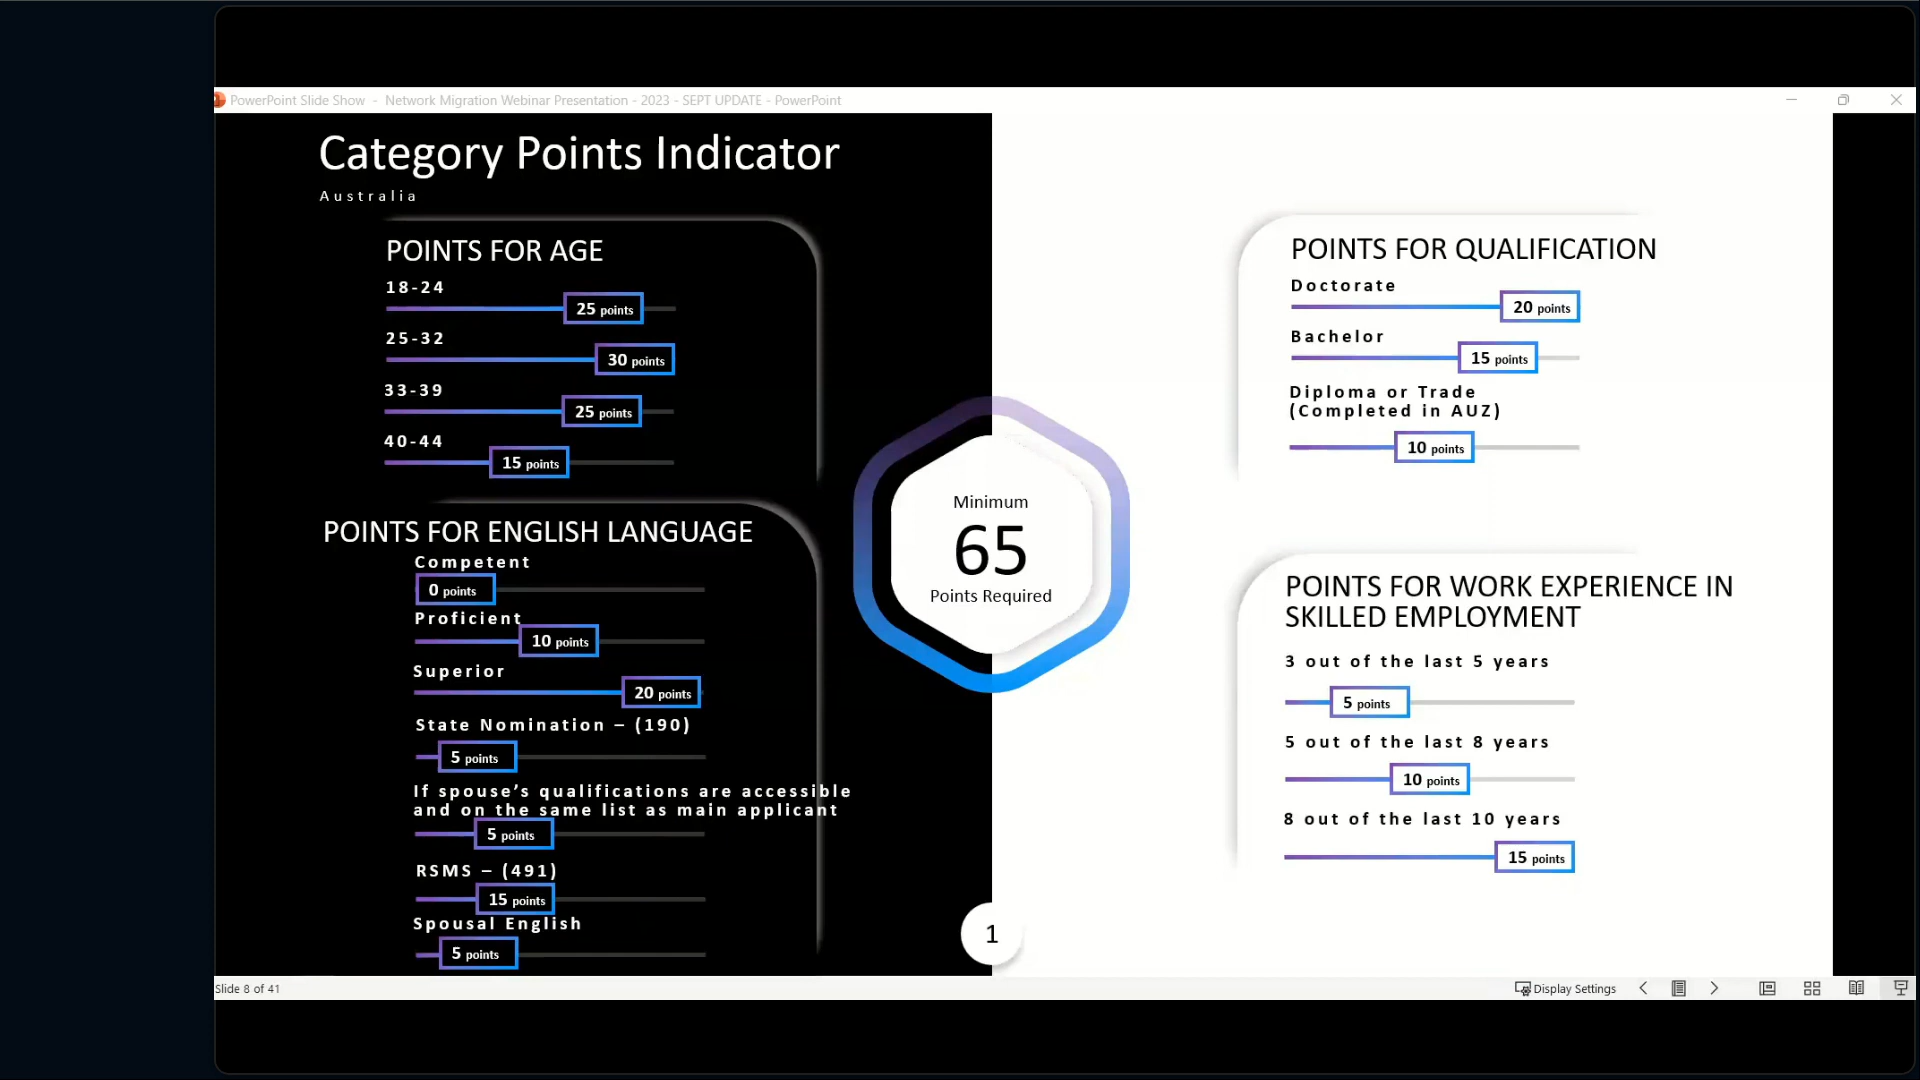 PowerPoint Slide Show - Network Migration Webinar Presentation - 2023 - SEPT UPDATE - PowerPoint
Category Points Indicator
Australia
POINTS FOR AGE
18-24
25 points
25-32
30 points
33-39
25 points
40-44
15 points
POINTS FOR ENGLISH LANGUAGE
Competent
0 points
Proficient
10 points
Superior
20 points
State Nomination – (190)
5 points
If spouse's qualifications are accessible
and on the same list as main applicant
5 points
RSMS – (491)
15 points
Spousal English
5 points
Minimum
65
Points Required
1
POINTS FOR QUALIFICATION
Doctorate
20 points
Bachelor
15 points
Diploma or Trade
(Completed in AUZ)
10 points
POINTS FOR WORK EXPERIENCE IN
SKILLED EMPLOYMENT
3 out of the last 5 years
5 points
5 out of the last 8 years
10 points
8 out of the last 10 years
15 points
Slide 8 of 41
Display Settings